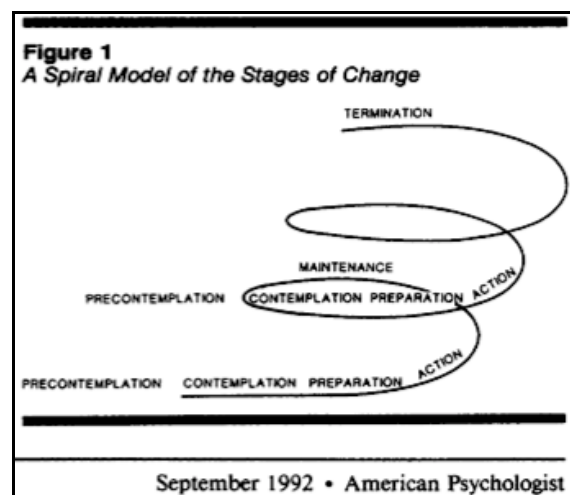 Figure 1
A Spiral Model of the Stages of Change
TERMINATION
MAINTENANCE
PRECONTEMPLATION CONTEMPLATION PREPARATION ACTION
PRECONTEMPLATION CONTEMPLATION PREPARATION ACTION
September 1992 • American Psychologist